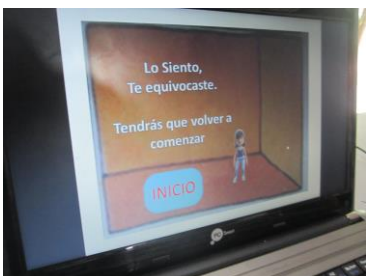 Lo Siento,
Te equivocaste.
Tendrás que volver a
comenzar
INICIO